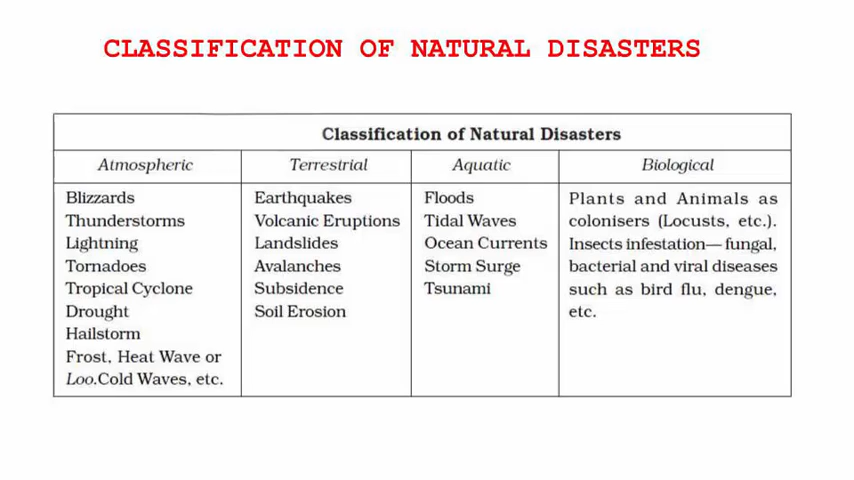 CLASSIFICATION OF NATURAL DISASTERS
Classification of Natural Disasters
Atmospheric
Terrestrial
Aquatic
Biological
Blizzards
Thunderstorms
Lightning
Tornadoes
Tropical Cyclone
Drought
Hailstorm
Frost, Heat Wave or
Loo.Cold Waves, etc.
Earthquakes
Volcanic Eruptions
Landslides
Avalanches
Subsidence
Soil Erosion
Floods
Tidal Waves
Ocean Currents
Storm Surge
Tsunami
Plants and Animals as
colonisers (Locusts, etc.).
Insects infestation— fungal,
bacterial and viral diseases
such as bird flu, dengue,
etc.